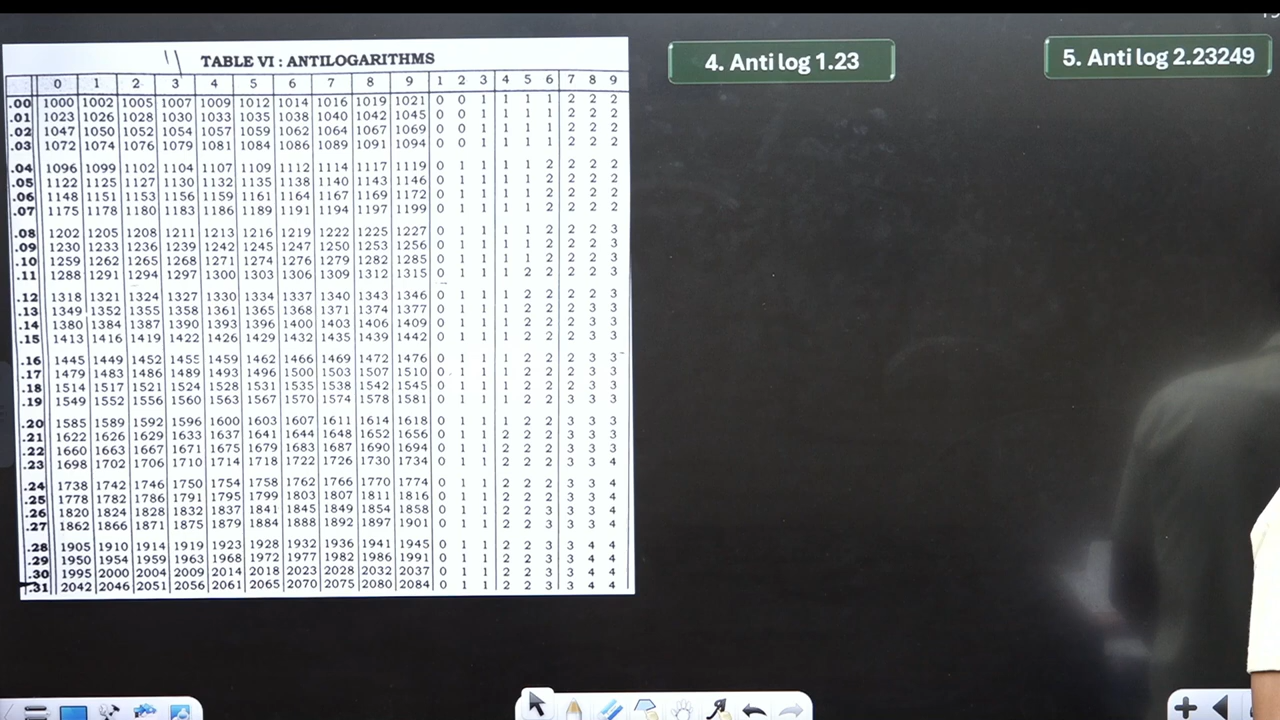 TABLE VI : ANTILOGARITHMS
0 1 2 3 4 5 6 7 8 9 1 2 3 4 5 6 7 8 9
.00 1000 1002 1005 1007 1009 1012 1014 1016 1019 1021 0 0 1 1 1 1 2 2 2
.01 1023 1026 1028 1030 1033 1035 1038 1040 1042 1045 0 0 1 1 1 1 2 2 2
.02 1047 1050 1052 1054 1057 1059 1062 1064 1067 1069 0 0 1 1 1 1 2 2 2
.03 1072 1074 1076 1079 1081 1084 1086 1089 1091 1094 0 0 1 1 1 1 2 2 2
.04 1096 1099 1102 1104 1107 1109 1112 1114 1117 1119 0 1 1 1 1 2 2 2 2
.05 1122 1125 1127 1130 1132 1135 1138 1140 1143 1146 0 1 1 1 1 2 2 2 2
.06 1148 1151 1153 1156 1159 1161 1164 1167 1169 1172 0 1 1 1 1 2 2 2 2
.07 1175 1178 1180 1183 1186 1189 1191 1194 1197 1199 0 1 1 1 1 2 2 2 2
.08 1202 1205 1208 1211 1213 1216 1219 1222 1225 1227 0 1 1 1 1 2 2 2 3
.09 1230 1233 1236 1239 1242 1245 1247 1250 1253 1256 0 1 1 1 1 2 2 2 3
.10 1259 1262 1265 1268 1271 1274 1276 1279 1282 1285 0 1 1 1 1 2 2 2 3
.11 1288 1291 1294 1297 1300 1303 1306 1309 1312 1315 0 1 1 1 2 2 2 2 3
.12 1318 1321 1324 1327 1330 1334 1337 1340 1343 1346 0 1 1 1 2 2 2 2 3
.13 1349 1352 1355 1358 1361 1365 1368 1371 1374 1377 0 1 1 1 2 2 2 3 3
.14 1380 1384 1387 1390 1393 1396 1400 1403 1406 1409 0 1 1 1 2 2 2 3 3
.15 1413 1416 1419 1422 1426 1429 1432 1435 1439 1442 0 1 1 1 2 2 2 3 3
.16 1445 1449 1452 1455 1459 1462 1466 1469 1472 1476 0 1 1 1 2 2 2 3 3
.17 1479 1483 1486 1489 1493 1496 1500 1503 1507 1510 0 1 1 1 2 2 2 3 3
.18 1514 1517 1521 1524 1528 1531 1535 1538 1542 1545 0 1 1 1 2 2 2 3 3
.19 1549 1552 1556 1560 1563 1567 1570 1574 1578 1581 0 1 1 1 2 2 3 3 3
.20 1585 1589 1592 1596 1600 1603 1607 1611 1614 1618 0 1 1 1 2 2 3 3 3
.21 1622 1626 1629 1633 1637 1641 1644 1648 1652 1656 0 1 1 2 2 2 3 3 3
.22 1660 1663 1667 1671 1675 1679 1683 1687 1690 1694 0 1 1 2 2 2 3 3 3
.23 1698 1702 1706 1710 1714 1718 1722 1726 1730 1734 0 1 1 2 2 2 3 3 4
.24 1738 1742 1746 1750 1754 1758 1762 1766 1770 1774 0 1 1 2 2 2 3 3 4
.25 1778 1782 1786 1791 1795 1799 1803 1807 1811 1816 0 1 1 2 2 2 3 3 4
.26 1820 1824 1828 1832 1837 1841 1845 1849 1854 1858 0 1 1 2 2 3 3 3 4
.27 1862 1866 1871 1875 1879 1884 1888 1892 1897 1901 0 1 1 2 2 3 3 3 4
.28 1905 1910 1914 1919 1923 1928 1932 1936 1941 1945 0 1 1 2 2 3 3 4 4
.29 1950 1954 1959 1963 1968 1972 1977 1982 1986 1991 0 1 1 2 2 3 3 4 4
.30 1995 2000 2004 2009 2014 2018 2023 2028 2032 2037 0 1 1 2 2 3 3 4 4
.31 2042 2046 2051 2056 2061 2065 2070 2075 2080 2084 0 1 1 2 2 3 3 4 4
4. Anti log 1.23
5. Anti log 2.23249